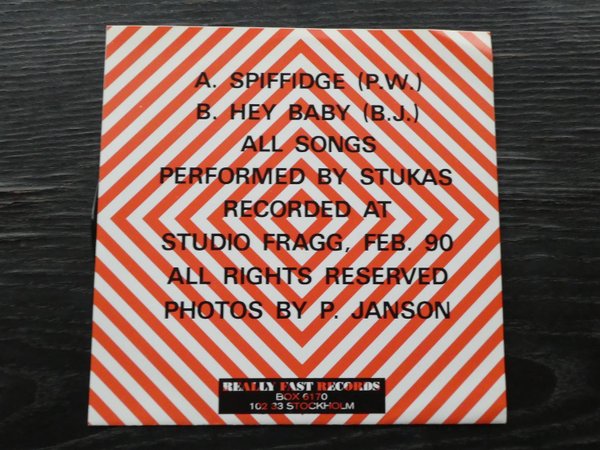 A. SPIFFIDGE (P.W.)
B. HEY BABY (B.J.)
ALL SONGS
PERFORMED BY STUKAS
RECORDED AT
STUDIO FRAGG, FEB. 90
ALL RIGHTS RESERVED
PHOTOS BY P. JANSON
REALLY FAST RECORDS
BOX 6170
102 33 STOCKHOLM